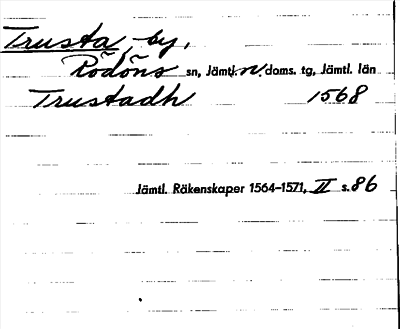 Trusta, by,
Rödöns sn, Jämtl. n. doms. tg, Jämtl. län
Trustadh 1568
Jämtl. Räkenskaper 1564–1571, II s. 86